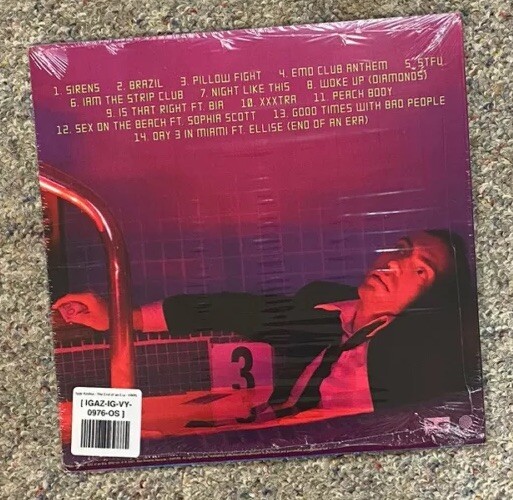 1. SIRENS 2. BRAZIL 3. PILLOW FIGHT 4. EMO CLUB ANTHEM 5. STFU
6. IAM THE STRIP CLUB 7. NIGHT LIKE THIS 8. WOKE UP (DIAMONDS)
9. IS THAT RIGHT FT. BIA 10. XXXTRA 11. PEACH BODY
12. SEX ON THE BEACH FT. SOPHIA SCOTT 13. GOOD TIMES WITH BAD PEOPLE
14. DAY 3 IN MIAMI FT. ELLISE (END OF AN ERA)
3
[ IGAZ-IG-VY-
0976-OS ]